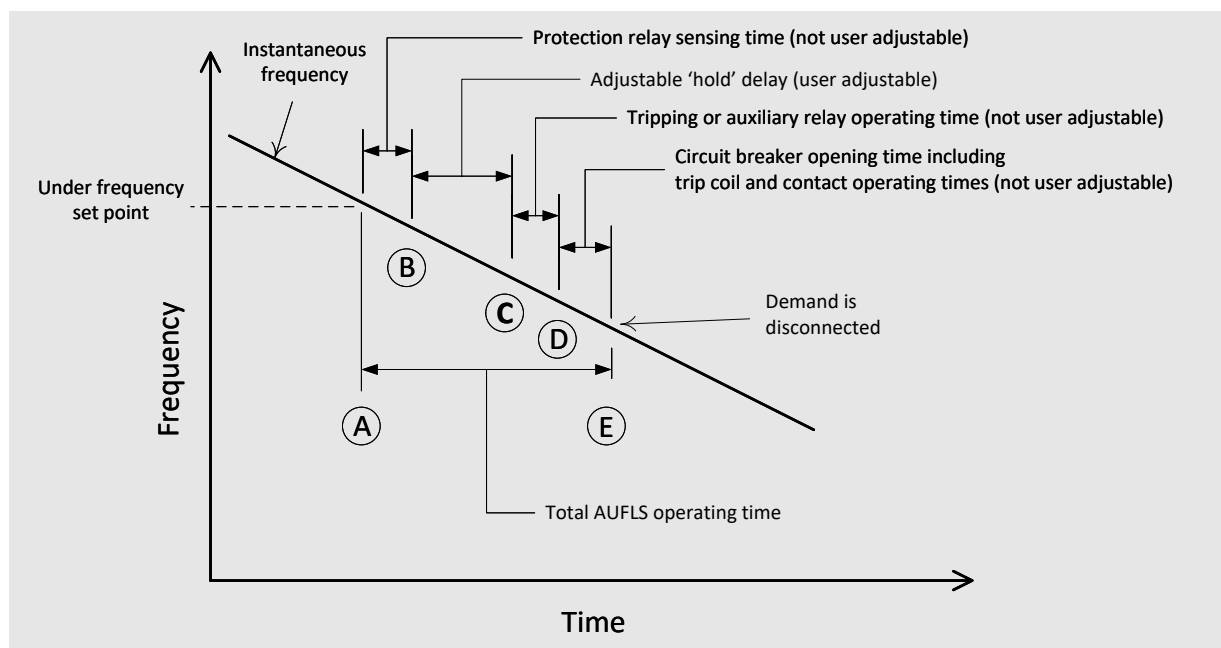 Protection relay sensing time (not user adjustable)
Instantaneous
frequency
Adjustable ‘hold’ delay (user adjustable)
Tripping or auxiliary relay operating time (not user adjustable)
Circuit breaker opening time including
trip coil and contact operating times (not user adjustable)
Under frequency
set point
B
C
D
Demand is
disconnected
Frequency
A
E
Total AUFLS operating time
Time